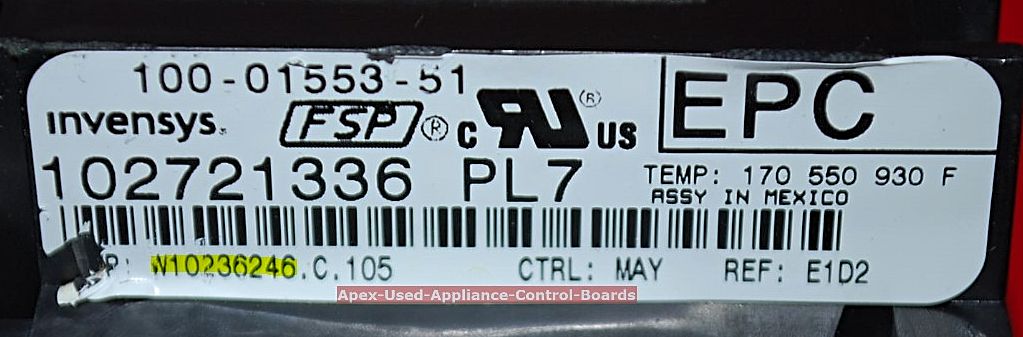 100-01553-51
EPC
invensys. FSP® c RU® US
102721336 PL7
TEMP: 170 550 930 F
ASSY IN MEXICO
W10236246.C.105 CTRL: MAY REF: E1D2
Apex-Used-Appliance-Control-Boards